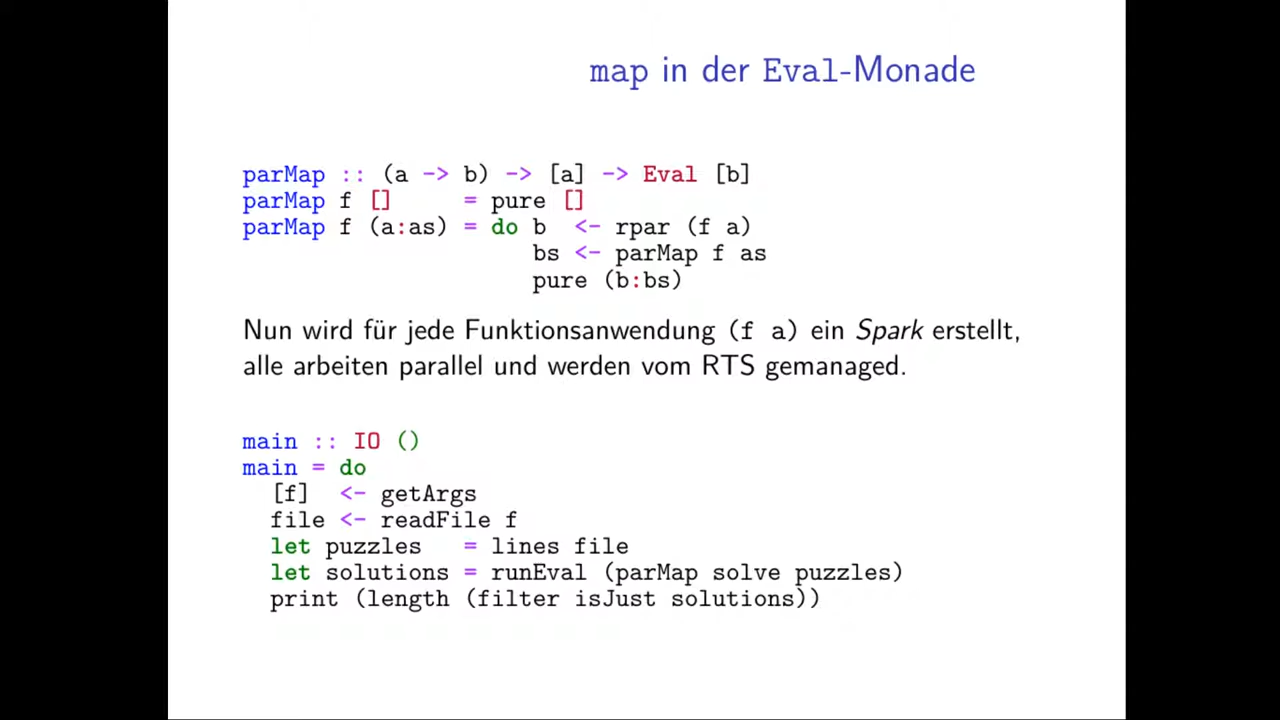 map in der Eval-Monade
parMap :: (a -> b) -> [a] -> Eval [b]
parMap f []     = pure []
parMap f (a:as) = do b  <- rpar (f a)
                     bs <- parMap f as
                     pure (b:bs)
Nun wird für jede Funktionsanwendung (f a) ein Spark erstellt,
alle arbeiten parallel und werden vom RTS gemanaged.
main :: IO ()
main = do
  [f]  <- getArgs
  file <- readFile f
  let puzzles   = lines file
  let solutions = runEval (parMap solve puzzles)
  print (length (filter isJust solutions))